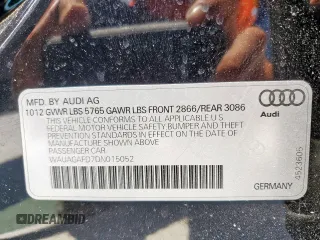 MFD. BY AUDI AG
1012 GVWR LBS 5765 GAWR LBS FRONT 2866/REAR 3086
THIS VEHICLE CONFORMS TO ALL APPLICABLE U S
FEDERAL MOTOR VEHICLE SAFETY BUMPER AND THEFT
PREVENTION STANDARDS IN EFFECT ON THE DATE OF
MANUFACTURE SHOWN ABOVE.
PASSENGER CAR
WAUAGAFD7DN015052
Audi
GERMANY
4523605
DREAMBID